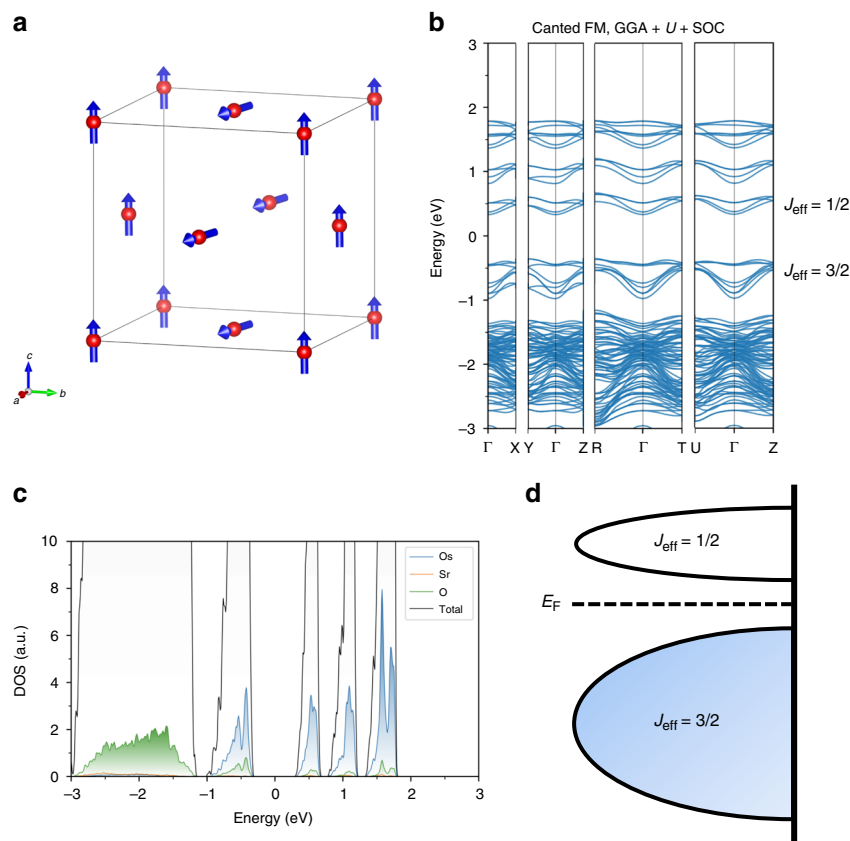 a
c
a
b
b
Canted FM, GGA + U + SOC
3
2
1
0
−1
−2
−3
Energy (eV)
Γ X Y Γ Z R Γ T U Γ Z
J_eff = 1/2
J_eff = 3/2
c
10
8
6
4
2
0
DOS (a.u.)
Os
Sr
O
Total
−3 −2 −1 0 1 2 3
Energy (eV)
d
J_eff = 1/2
E_F
J_eff = 3/2